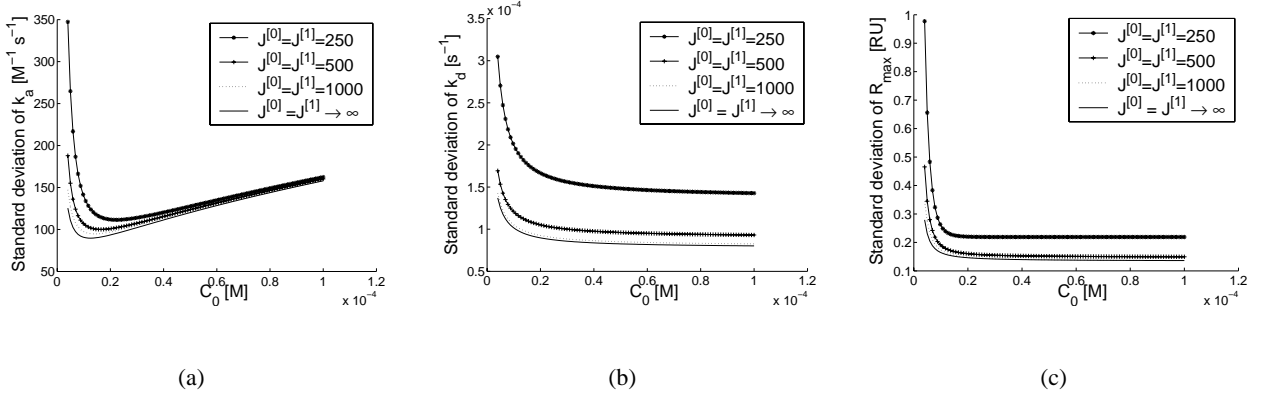 Standard deviation of k_a [M^-1 s^-1]
350
300
250
200
150
100
50
0
0.2
0.4
0.6
0.8
1
1.2
x 10^-4
C_0 [M]
J^[0]=J^[1]=250
J^[0]=J^[1]=500
J^[0]=J^[1]=1000
J^[0]=J^[1] → ∞
(a)
Standard deviation of k_d [s^-1]
x 10^-4
3.5
3
2.5
2
1.5
1
0.5
0
0.2
0.4
0.6
0.8
1
1.2
x 10^-4
C_0 [M]
J^[0]=J^[1]=250
J^[0]=J^[1]=500
J^[0]=J^[1]=1000
J^[0] = J^[1] → ∞
(b)
Standard deviation of R_max [RU]
1
0.9
0.8
0.7
0.6
0.5
0.4
0.3
0.2
0.1
0
0.2
0.4
0.6
0.8
1
1.2
x 10^-4
C_0 [M]
J^[0]=J^[1]=250
J^[0]=J^[1]=500
J^[0]=J^[1]=1000
J^[0] = J^[1] → ∞
(c)